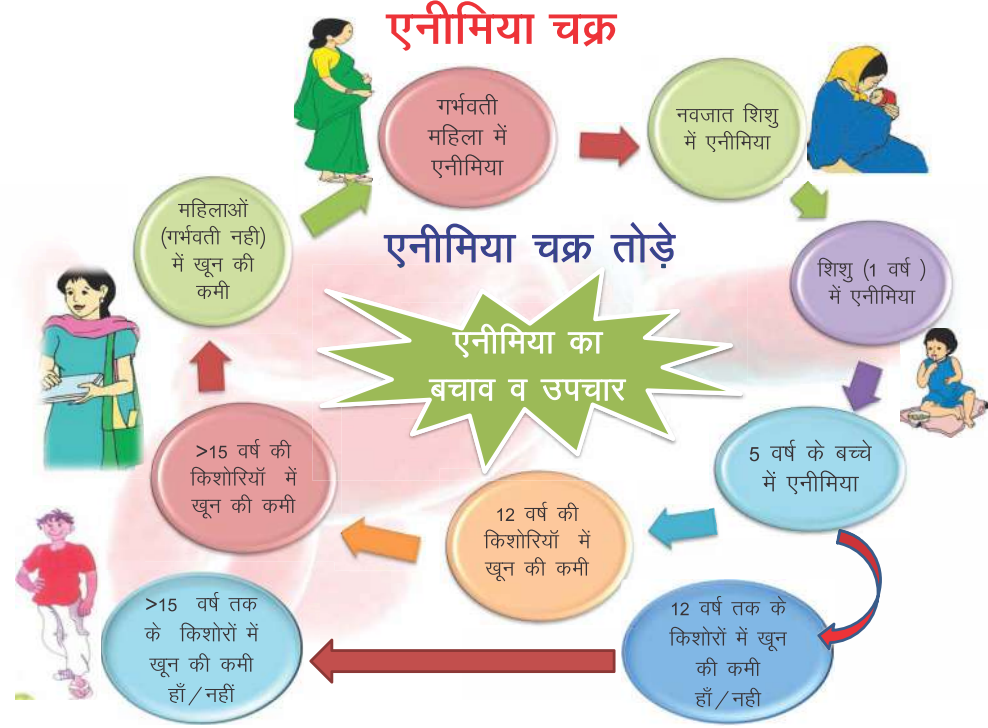 एनीमिया चक्र
गर्भवती
महिला में
एनीमिया
नवजात शिशु
में एनीमिया
शिशु (1 वर्ष )
में एनीमिया
5 वर्ष के बच्चे
में एनीमिया
12 वर्ष की
किशोरियॉ में
खून की कमी
>15 वर्ष की
किशोरियॉ में
खून की कमी
महिलाओं
(गर्भवती नही)
में खून की
कमी
12 वर्ष तक के
किशोरों में खून
की कमी
हाँ/नही
>15 वर्ष तक
के किशोरों में
खून की कमी
हाँ/नहीं
एनीमिया चक्र तोड़े
एनीमिया का
बचाव व उपचार